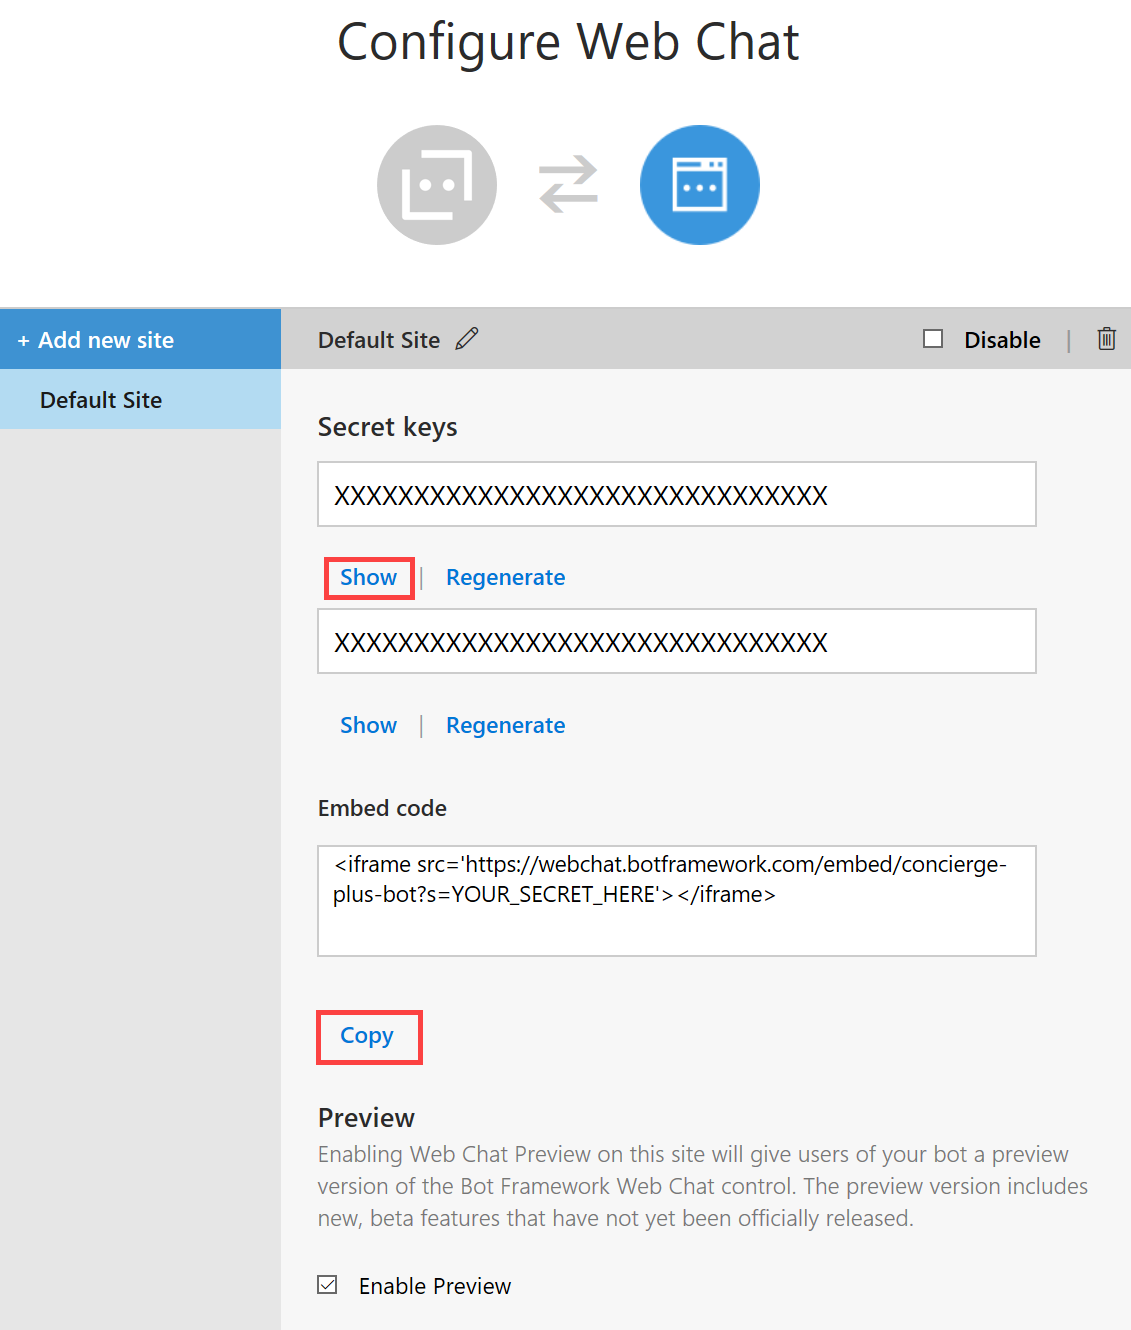 Configure Web Chat
+ Add new site
Default Site
Disable
|
Default Site
Secret keys
XXXXXXXXXXXXXXXXXXXXXXXXXXXXXXX
Show | Regenerate
XXXXXXXXXXXXXXXXXXXXXXXXXXXXXXX
Show | Regenerate
Embed code
<iframe src='https://webchat.botframework.com/embed/concierge-
plus-bot?s=YOUR_SECRET_HERE'></iframe>
Copy
Preview
Enabling Web Chat Preview on this site will give users of your bot a preview
version of the Bot Framework Web Chat control. The preview version includes
new, beta features that have not yet been officially released.
Enable Preview